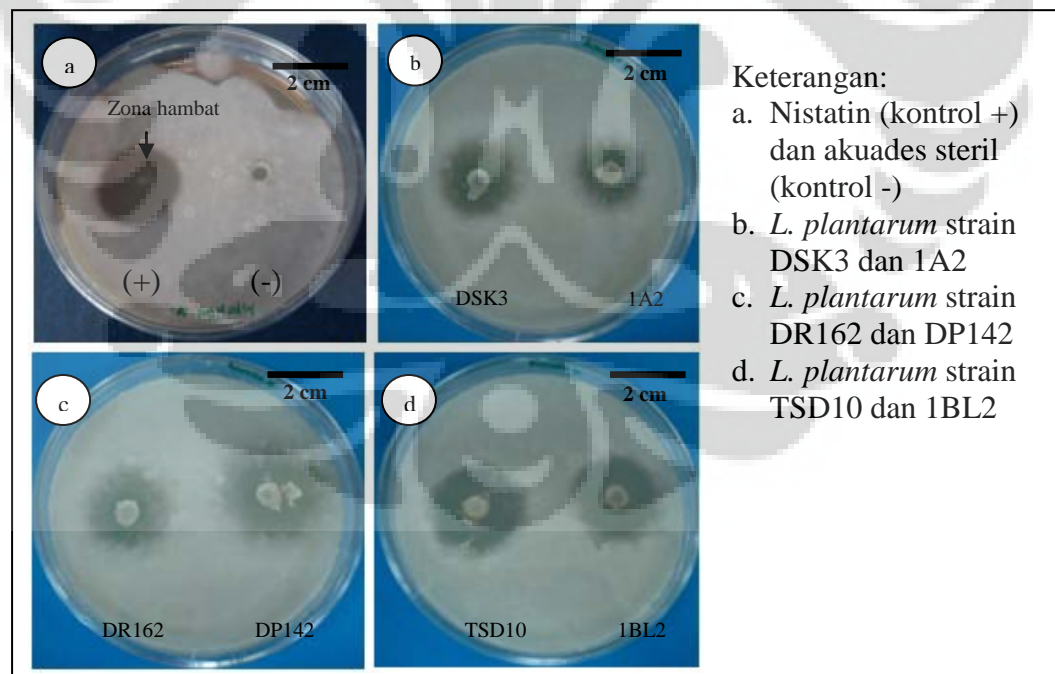 a
2 cm
Zona hambat
(+)
(-)
b
2 cm
DSK3
1A2
c
2 cm
DR162
DP142
d
2 cm
TSD10
1BL2
Keterangan:
a. Nistatin (kontrol +)
dan akuades steril
(kontrol -)
b. L. plantarum strain
DSK3 dan 1A2
c. L. plantarum strain
DR162 dan DP142
d. L. plantarum strain
TSD10 dan 1BL2